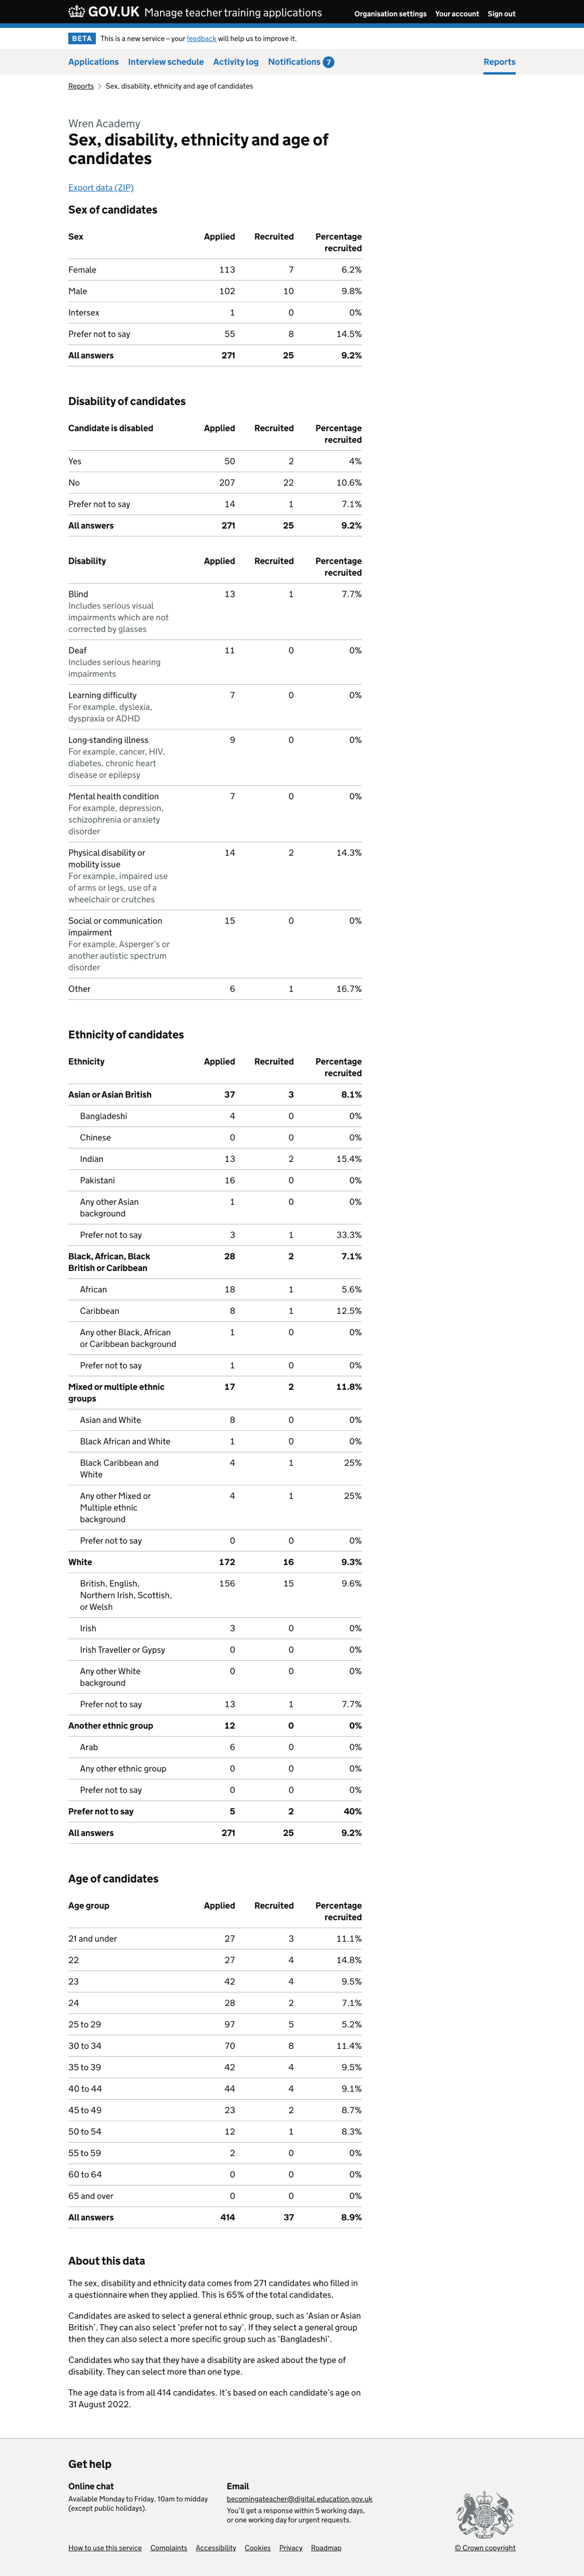 GOV.UK Manage teacher training applications
Organisation settings Your account Sign out
BETA This is a new service – your feedback will help us to improve it.
Applications Interview schedule Activity log Notifications 7 Reports
Reports Sex, disability, ethnicity and age of candidates
Wren Academy
Sex, disability, ethnicity and age of
candidates
Export data (ZIP)
Sex of candidates
Sex Applied Recruited Percentage
recruited
Female 113 7 6.2%
Male 102 10 9.8%
Intersex 1 0 0%
Prefer not to say 55 8 14.5%
All answers 271 25 9.2%
Disability of candidates
Candidate is disabled Applied Recruited Percentage
recruited
Yes 50 2 4%
No 207 22 10.6%
Prefer not to say 14 1 7.1%
All answers 271 25 9.2%
Disability Applied Recruited Percentage
recruited
Blind 13 1 7.7%
Includes serious visual
impairments which are not
corrected by glasses
Deaf 11 0 0%
Includes serious hearing
impairments
Learning difficulty 7 0 0%
For example, dyslexia,
dyspraxia or ADHD
Long-standing illness 9 0 0%
For example, cancer, HIV,
diabetes, chronic heart
disease or epilepsy
Mental health condition 7 0 0%
For example, depression,
schizophrenia or anxiety
disorder
Physical disability or 14 2 14.3%
mobility issue
For example, impaired use
of arms or legs, use of a
wheelchair or crutches
Social or communication 15 0 0%
impairment
For example, Asperger’s or
another autistic spectrum
disorder
Other 6 1 16.7%
Ethnicity of candidates
Ethnicity Applied Recruited Percentage
recruited
Asian or Asian British 37 3 8.1%
Bangladeshi 4 0 0%
Chinese 0 0 0%
Indian 13 2 15.4%
Pakistani 16 0 0%
Any other Asian 1 0 0%
background
Prefer not to say 3 1 33.3%
Black, African, Black 28 2 7.1%
British or Caribbean
African 18 1 5.6%
Caribbean 8 1 12.5%
Any other Black, African 1 0 0%
or Caribbean background
Prefer not to say 1 0 0%
Mixed or multiple ethnic 17 2 11.8%
groups
Asian and White 8 0 0%
Black African and White 1 0 0%
Black Caribbean and 4 1 25%
White
Any other Mixed or 4 1 25%
Multiple ethnic
background
Prefer not to say 0 0 0%
White 172 16 9.3%
British, English, 156 15 9.6%
Northern Irish, Scottish,
or Welsh
Irish 3 0 0%
Irish Traveller or Gypsy 0 0 0%
Any other White 0 0 0%
background
Prefer not to say 13 1 7.7%
Another ethnic group 12 0 0%
Arab 6 0 0%
Any other ethnic group 0 0 0%
Prefer not to say 0 0 0%
Prefer not to say 5 2 40%
All answers 271 25 9.2%
Age of candidates
Age group Applied Recruited Percentage
recruited
21 and under 27 3 11.1%
22 27 4 14.8%
23 42 4 9.5%
24 28 2 7.1%
25 to 29 97 5 5.2%
30 to 34 70 8 11.4%
35 to 39 42 4 9.5%
40 to 44 44 4 9.1%
45 to 49 23 2 8.7%
50 to 54 12 1 8.3%
55 to 59 2 0 0%
60 to 64 0 0 0%
65 and over 0 0 0%
All answers 414 37 8.9%
About this data
The sex, disability and ethnicity data comes from 271 candidates who filled in
a questionnaire when they applied. This is 65% of the total candidates.
Candidates are asked to select a general ethnic group, such as ‘Asian or Asian
British’. They can also select ‘prefer not to say’. If they select a general group
then they can also select a more specific group such as ‘Bangladeshi’.
Candidates who say that they have a disability are asked about the type of
disability. They can select more than one type.
The age data is from all 414 candidates. It’s based on each candidate’s age on
31 August 2022.
Get help
Online chat
Available Monday to Friday, 10am to midday
(except public holidays).
Email
becomingateacher@digital.education.gov.uk
You’ll get a response within 5 working days,
or one working day for urgent requests.
How to use this service Complaints Accessibility Cookies Privacy Roadmap
© Crown copyright